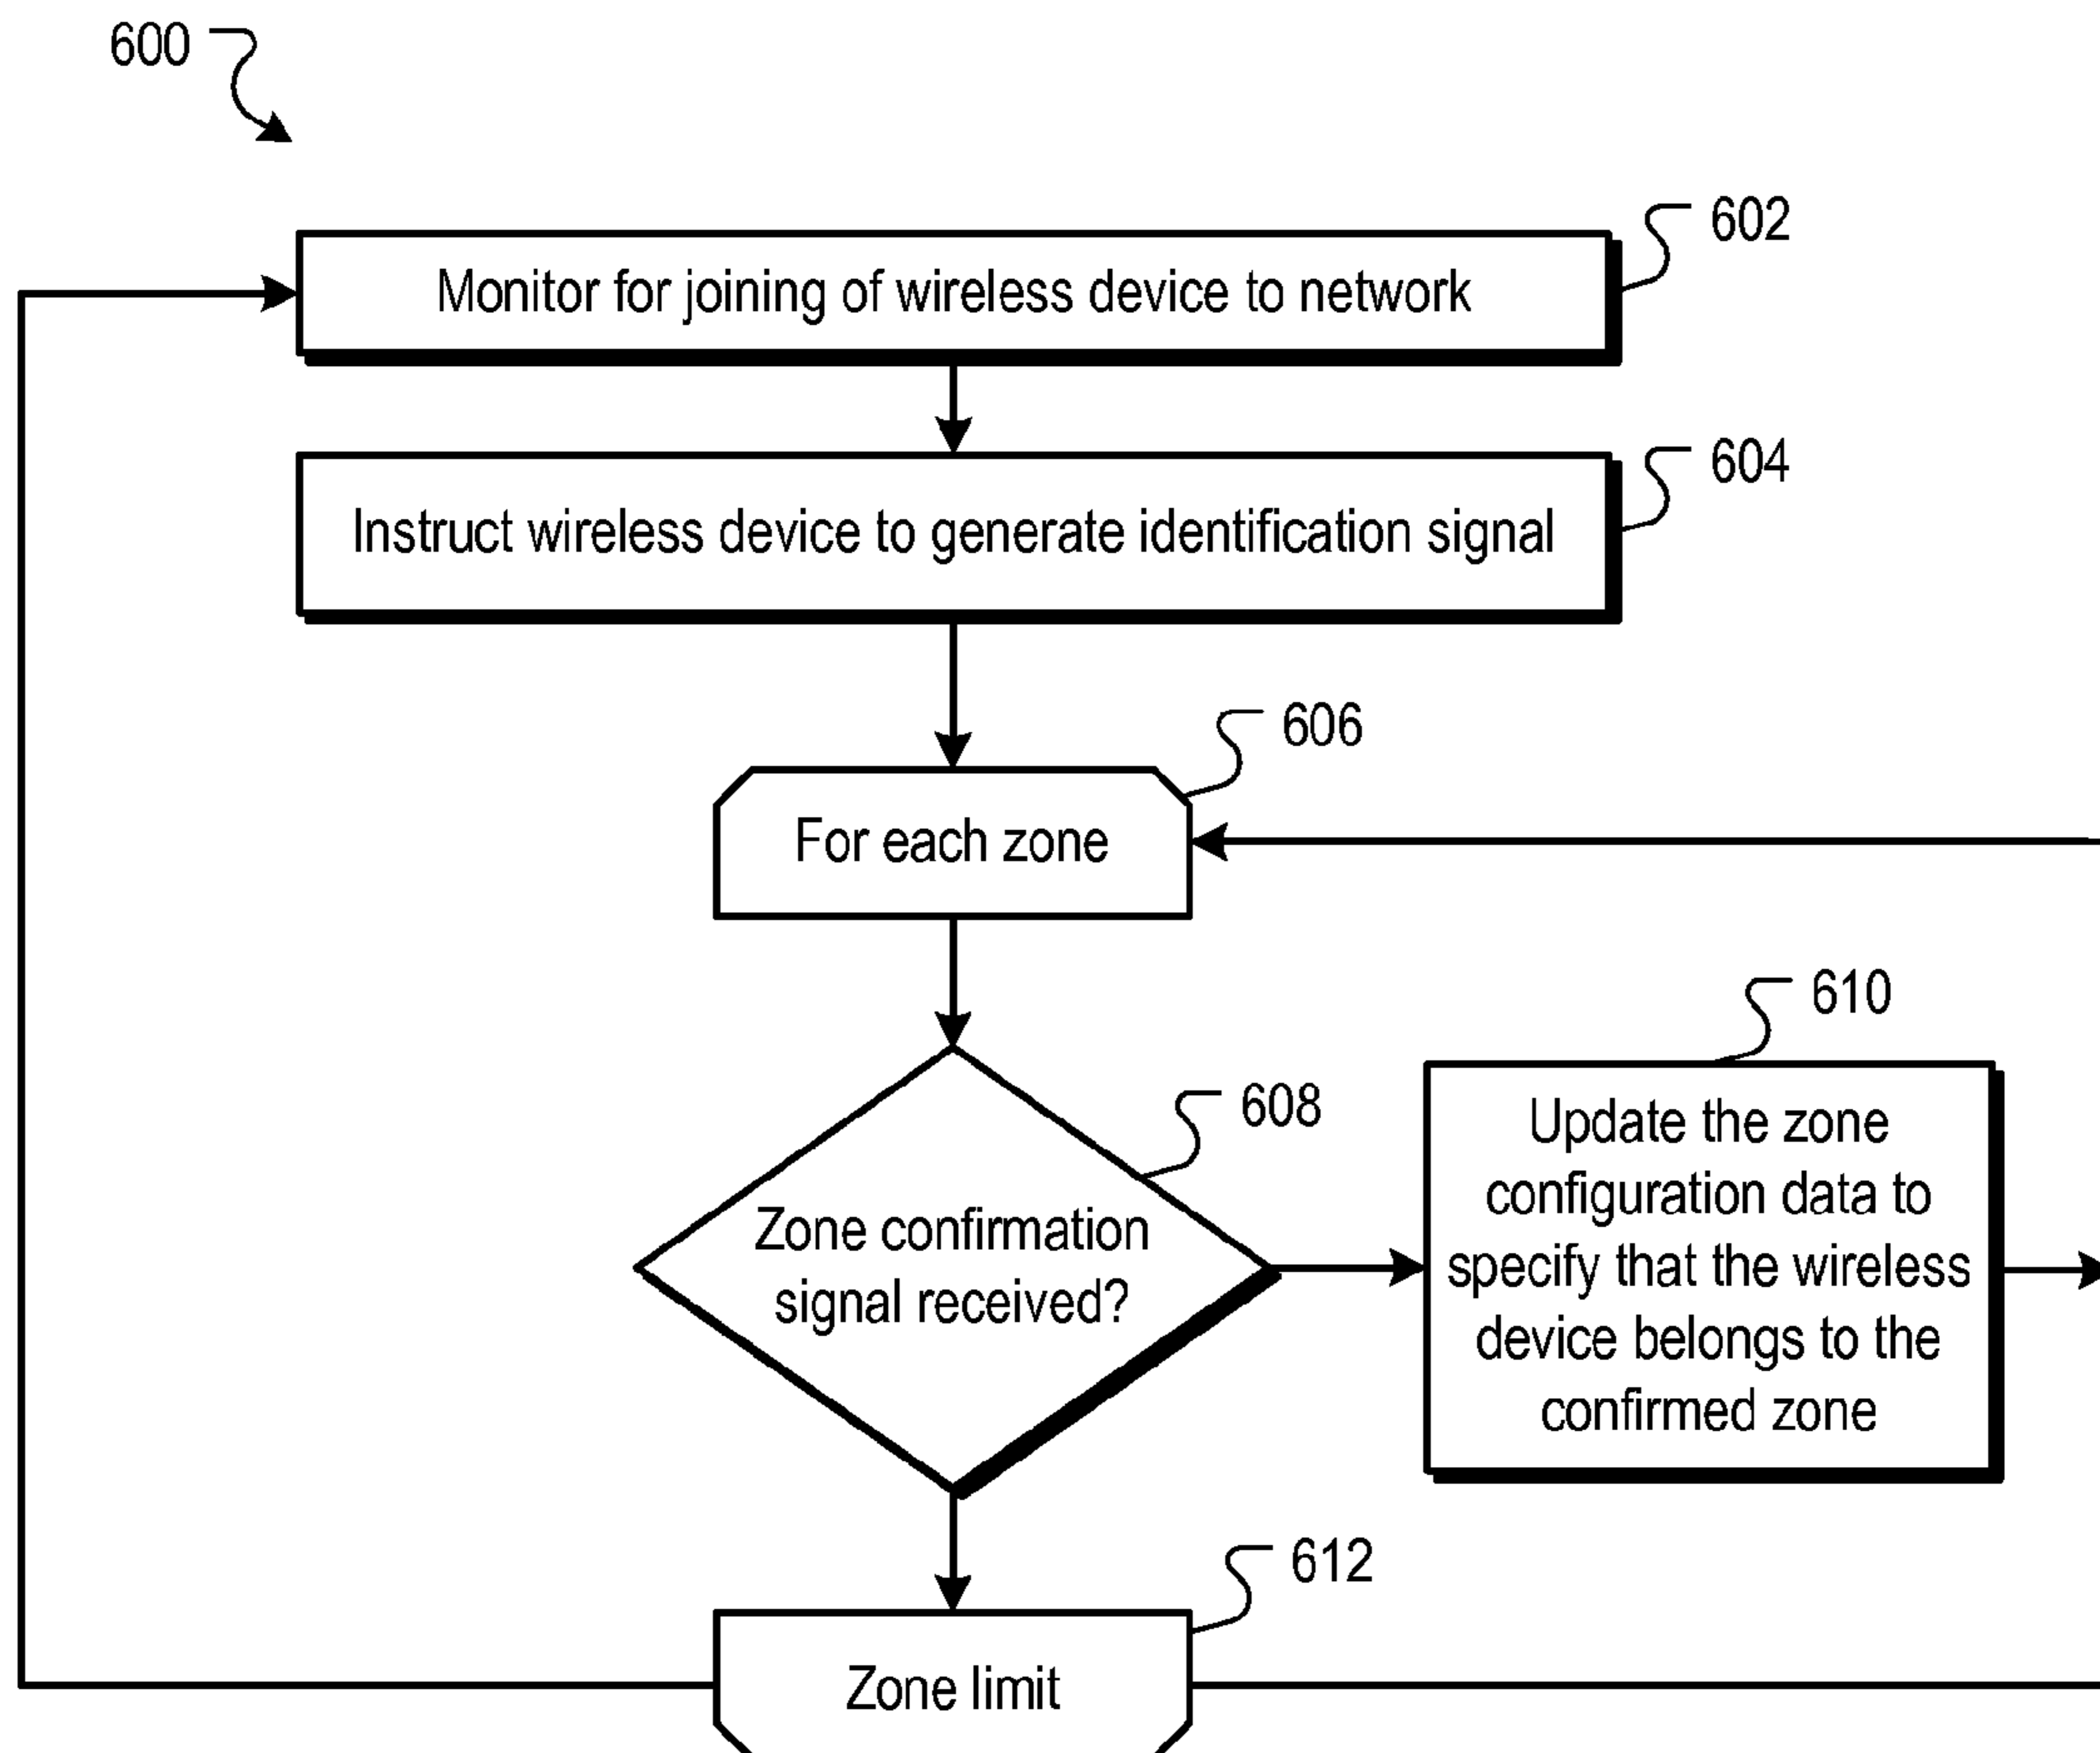 600
602
Monitor for joining of wireless device to network
604
Instruct wireless device to generate identification signal
606
For each zone
608
Zone confirmation
signal received?
610
Update the zone
configuration data to
specify that the wireless
device belongs to the
confirmed zone
612
Zone limit